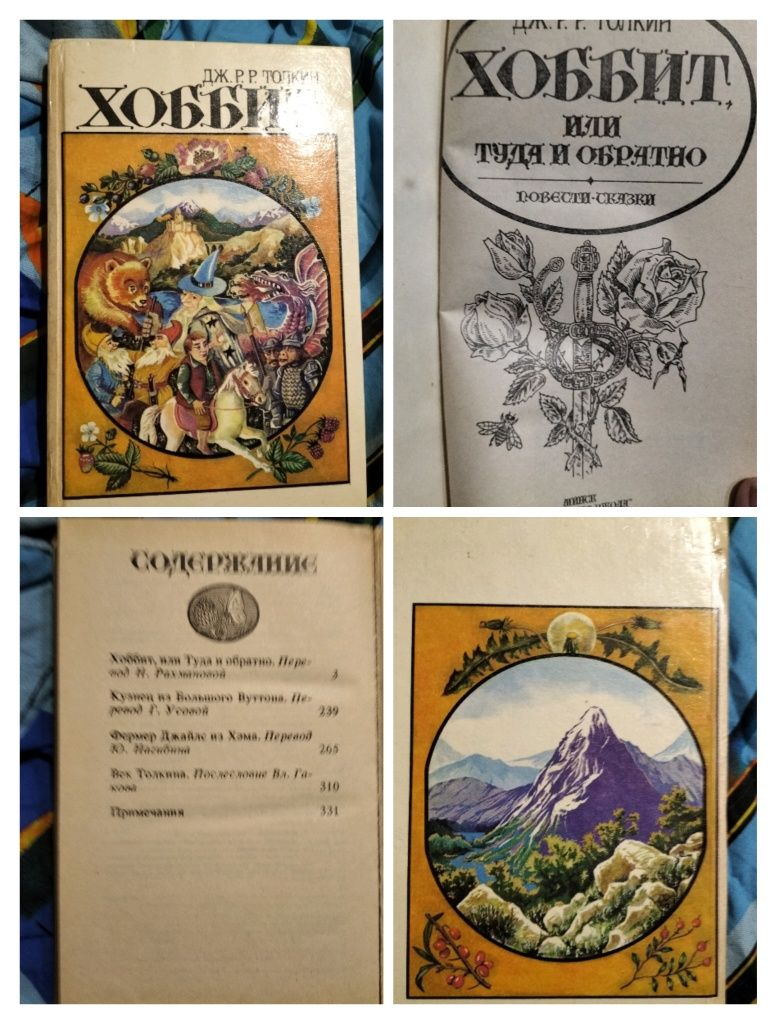 ДЖ. Р. Р. ТОЛКИН
ХОББИТ
ДЖ. Р. Р. ТОЛКИН
ХОББИТ,
ИЛИ
ТУДА И ОБРАТНО
ПОВЕСТИ-СКАЗКИ
МИНСК
СОДЕРЖАНИЕ
Хоббит, или Туда и обратно. Пере-
вод Н. Рахмановой 3
Кузнец из Большого Вуттона. Пе-
ревод Г. Усовой 239
Фермер Джайлс из Хэма. Перевод
Ю. Нагибина 265
Век Толкина. Послесловие Вл. Га-
кова 310
Примечания 331